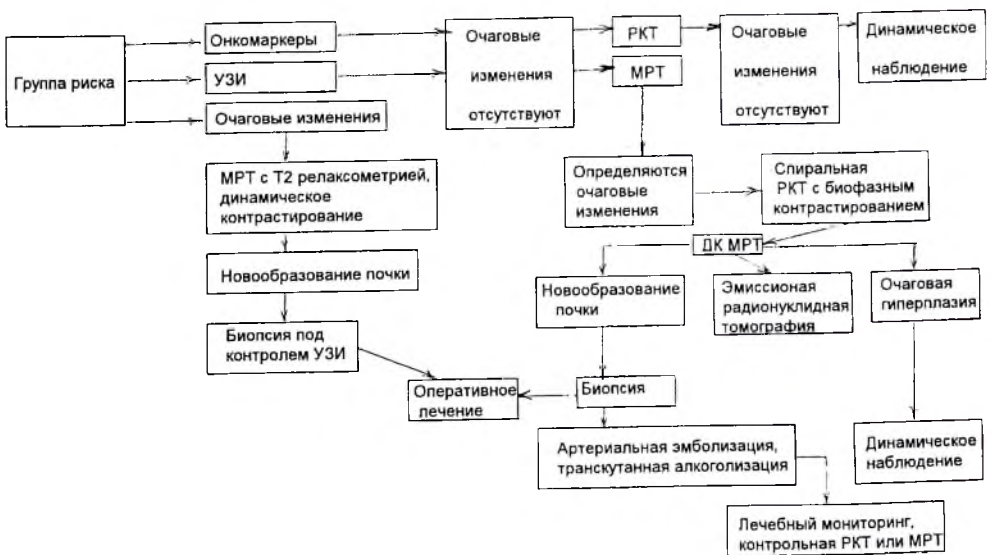 Группа риска
Онкомаркеры
УЗИ
Очаговые изменения
Очаговые
изменения
отсутствуют
РКТ
МРТ
Очаговые
изменения
отсутствуют
Динамическое
наблюдение
МРТ с Т2 релаксометрией,
динамическое
контрастирование
Определяются
очаговые
изменения
Спиральная
РКТ с биофазным
контрастированием
ДК МРТ
Новообразование почки
Новообразование
почки
Эмиссионая
радионуклидная
томография
Очаговая
гиперплазия
Биопсия под
контролем УЗИ
Оперативное
лечение
Биопсия
Артериальная эмболизация,
транскутанная алкоголизация
Динамическое
наблюдение
Лечебный мониторинг,
контрольная РКТ или МРТ